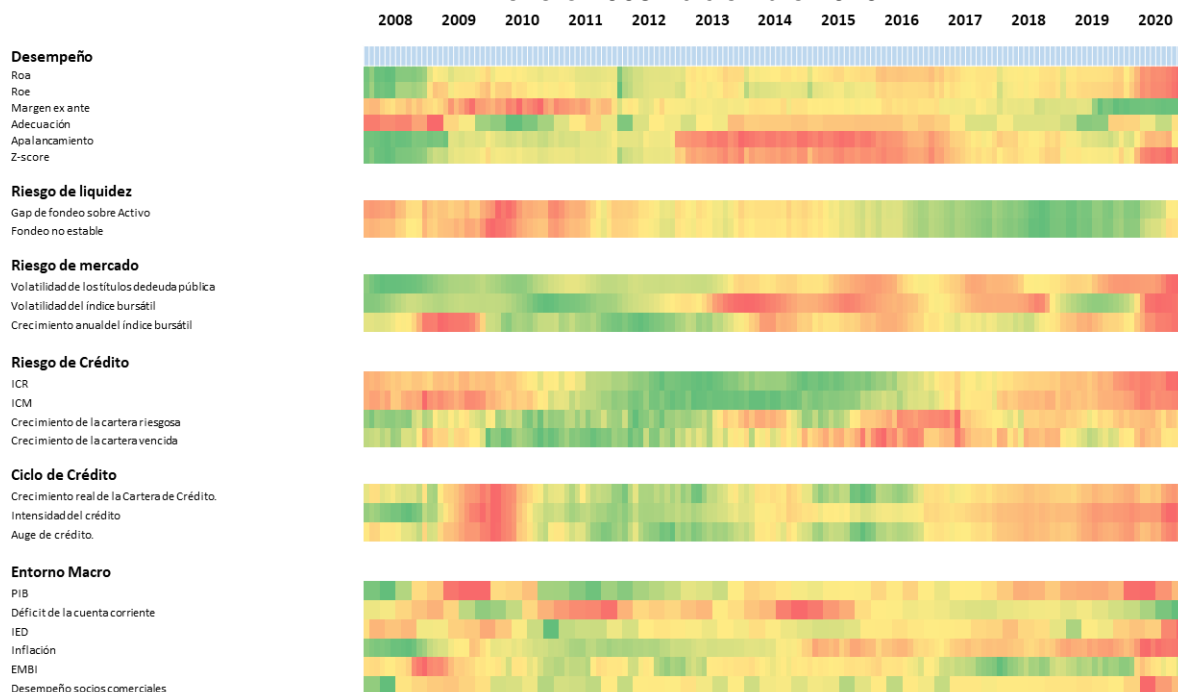 2008 2009 2010 2011 2012 2013 2014 2015 2016 2017 2018 2019 2020
Desempeño
Roa
Roe
Margen ex ante
Adecuación
Apalancamiento
Z-score
Riesgo de liquidez
Gap de fondeo sobre Activo
Fondeo no estable
Riesgo de mercado
Volatilidad de los títulos dedeuda pública
Volatilidad del índice bursátil
Crecimiento anual del índice bursátil
Riesgo de Crédito
ICR
ICM
Crecimiento de la cartera riesgosa
Crecimiento de la cartera vencida
Ciclo de Crédito
Crecimiento real de la Cartera de Crédito.
Intensidad del crédito
Auge de crédito.
Entorno Macro
PIB
Déficit de la cuenta corriente
IED
Inflación
EMBI
Desempeño socios comerciales